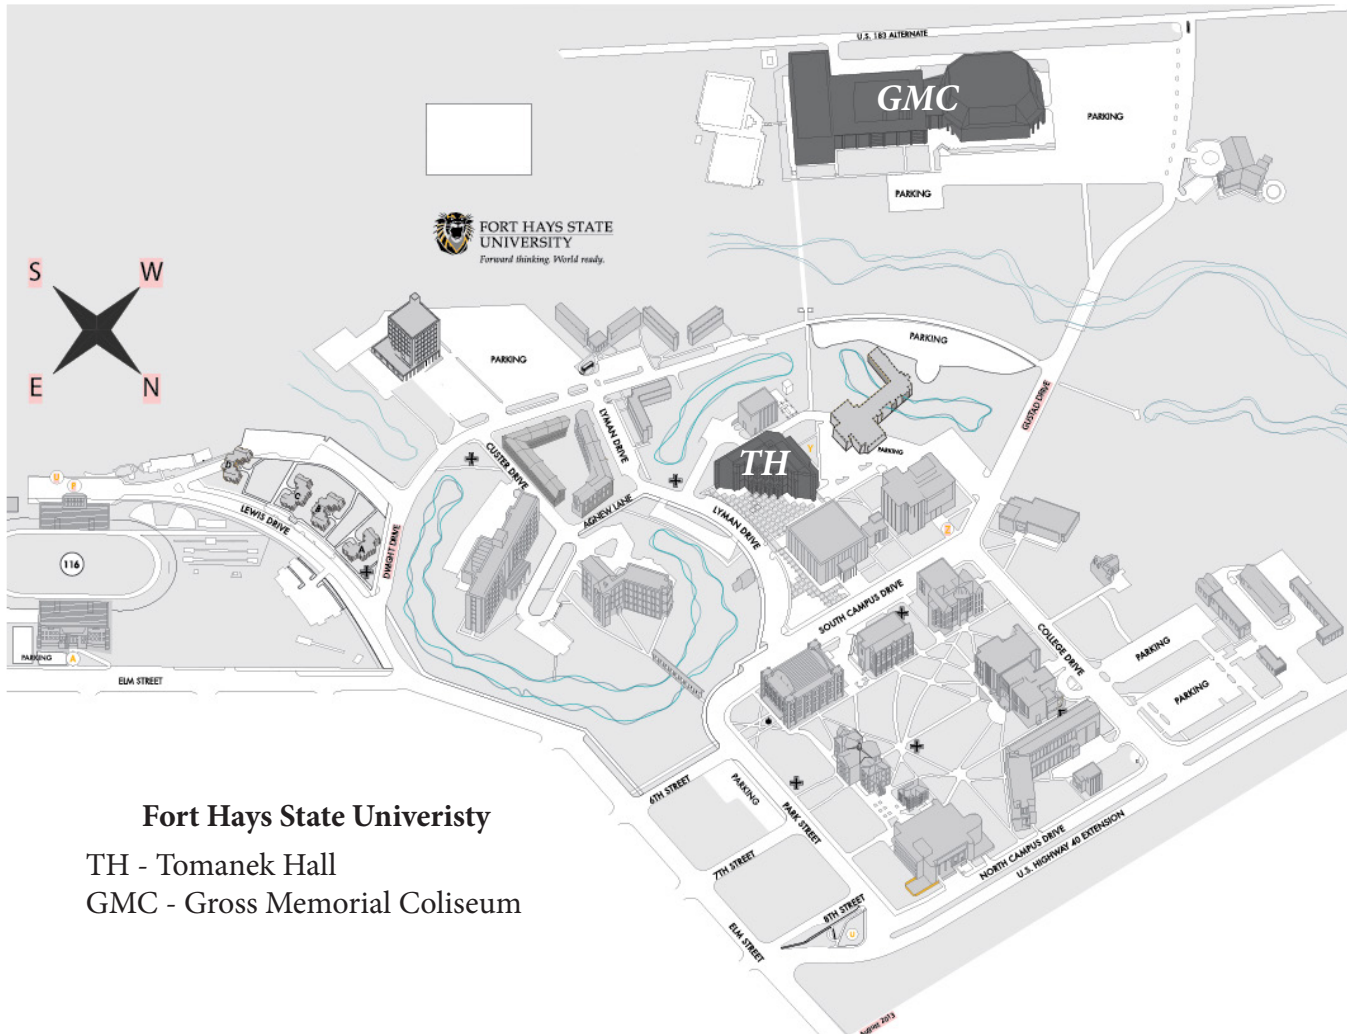 U.S. 183 ALTERNATE
GMC
PARKING
PARKING
FORT HAYS STATE
UNIVERSITY
Forward thinking. World ready.
S
W
E
N
PARKING
PARKING
GUSTAD DRIVE
LYMAN DRIVE
CUSTER DRIVE
TH
Y
PARKING
U
B
D
C
B
A
LEWIS DRIVE
DWIGHT DRIVE
AGNEW LANE
LYMAN DRIVE
Z
116
SOUTH CAMPUS DRIVE
COLLEGE DRIVE
PARKING
PARKING
PARKING
A
ELM STREET
6TH STREET
PARKING
PARK STREET
7TH STREET
NORTH CAMPUS DRIVE
U.S. HIGHWAY 40 EXTENSION
8TH STREET
U
ELM STREET
August 2013
Fort Hays State Univeristy
TH - Tomanek Hall
GMC - Gross Memorial Coliseum